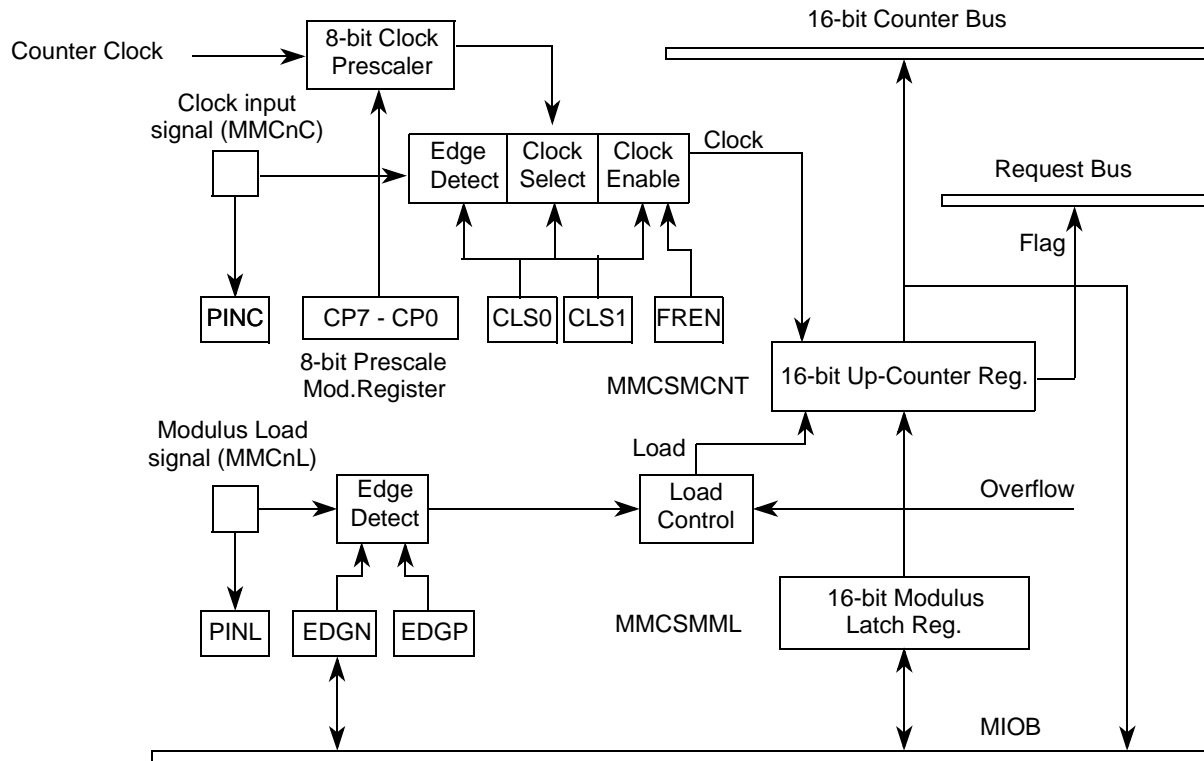 16-bit Counter Bus
Counter Clock
8-bit Clock
Prescaler
Clock input
signal (MMCnC)
Edge
Detect
Clock
Select
Clock
Enable
Clock
Request Bus
Flag
PINC
CP7 - CP0
CLS0
CLS1
FREN
8-bit Prescale
Mod.Register
MMCSMCNT
16-bit Up-Counter Reg.
Modulus Load
signal (MMCnL)
Load
Edge
Detect
Load
Control
Overflow
PINL
EDGN
EDGP
MMCSMML
16-bit Modulus
Latch Reg.
MIOB